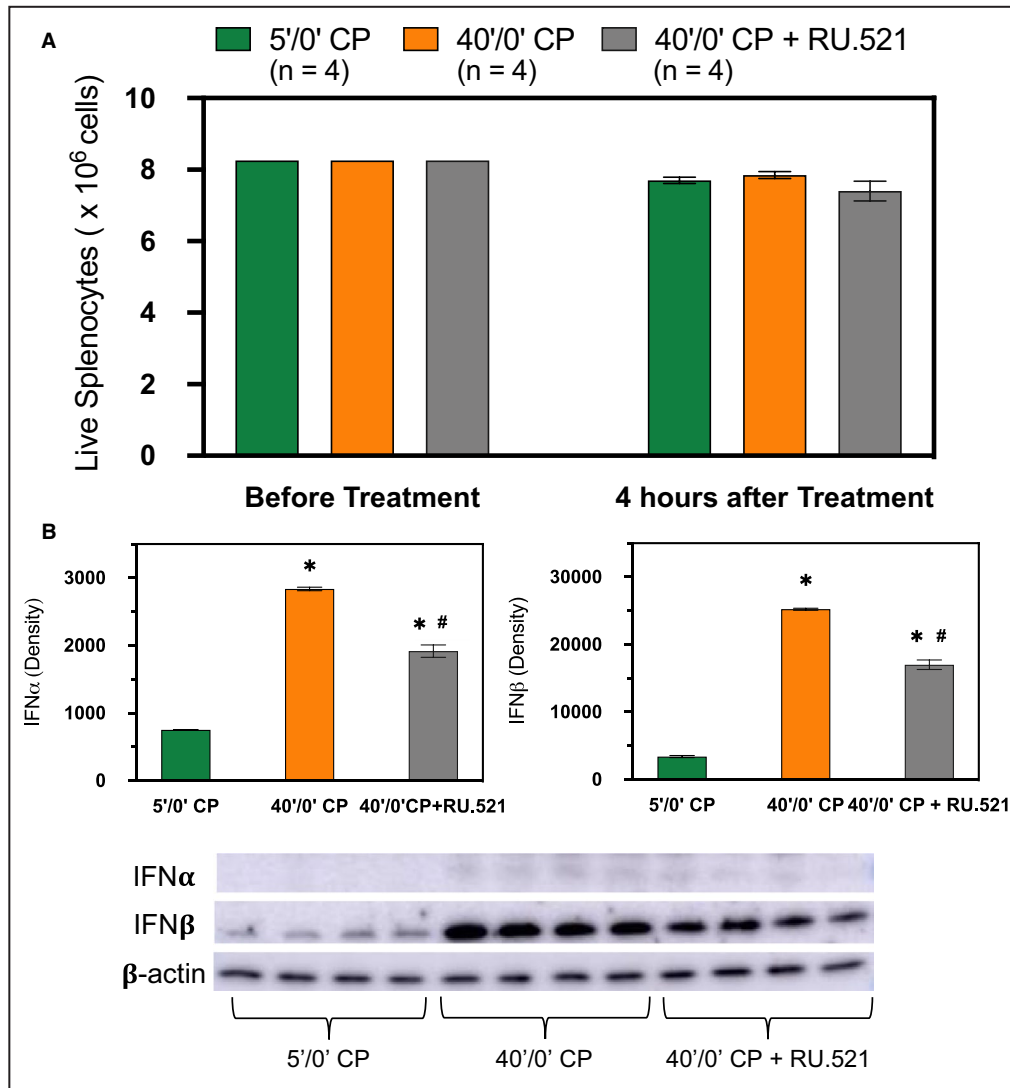 A
5'/0' CP 40'/0' CP 40'/0' CP + RU.521
(n = 4) (n = 4) (n = 4)
Live Splenocytes ( x 10⁶ cells)
10
8
6
4
2
0
Before Treatment 4 hours after Treatment
B
IFNα (Density)
3000
2000
1000
0
*
* #
5'/0' CP 40'/0' CP 40'/0'CP+RU.521
IFNβ (Density)
30000
20000
10000
0
*
* #
5'/0' CP 40'/0' CP 40'/0' CP + RU.521
IFNα
IFNβ
β-actin
5'/0' CP 40'/0' CP 40'/0' CP + RU.521